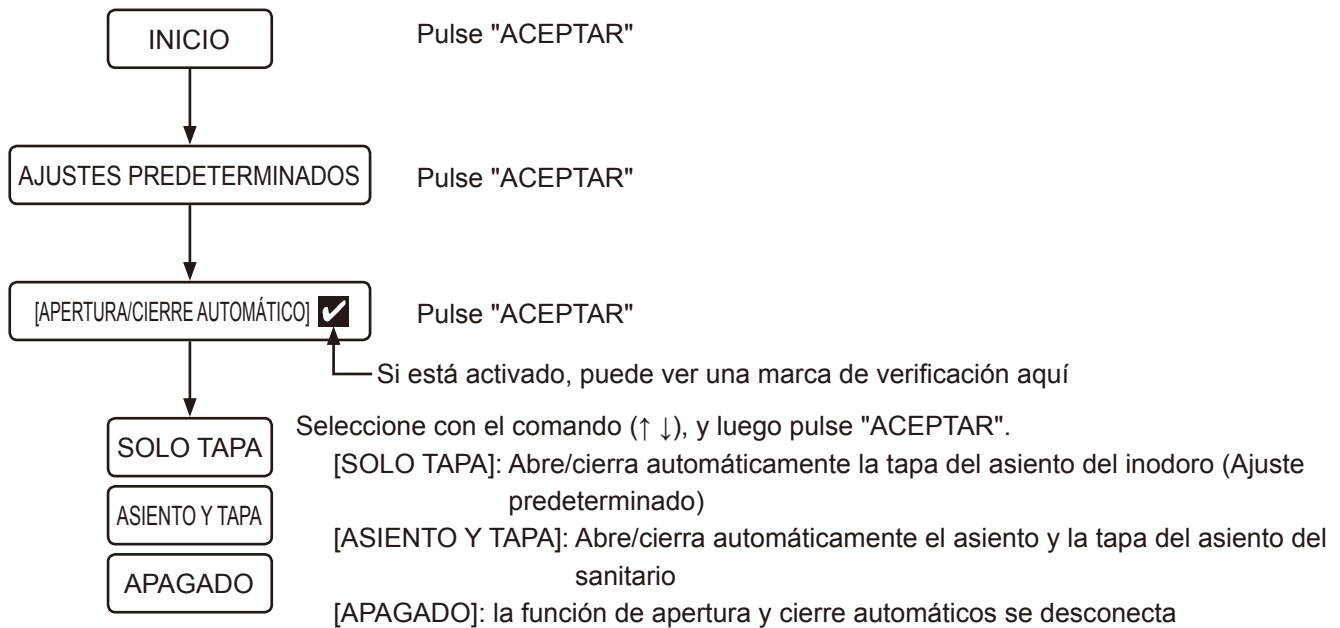 INICIO
Pulse "ACEPTAR"
AJUSTES PREDETERMINADOS
Pulse "ACEPTAR"
[APERTURA/CIERRE AUTOMÁTICO] ✔
Pulse "ACEPTAR"
Si está activado, puede ver una marca de verificación aquí
SOLO TAPA
ASIENTO Y TAPA
APAGADO
Seleccione con el comando (↑ ↓), y luego pulse "ACEPTAR".
[SOLO TAPA]: Abre/cierra automáticamente la tapa del asiento del inodoro (Ajuste
predeterminado)
[ASIENTO Y TAPA]: Abre/cierra automáticamente el asiento y la tapa del asiento del
sanitario
[APAGADO]: la función de apertura y cierre automáticos se desconecta